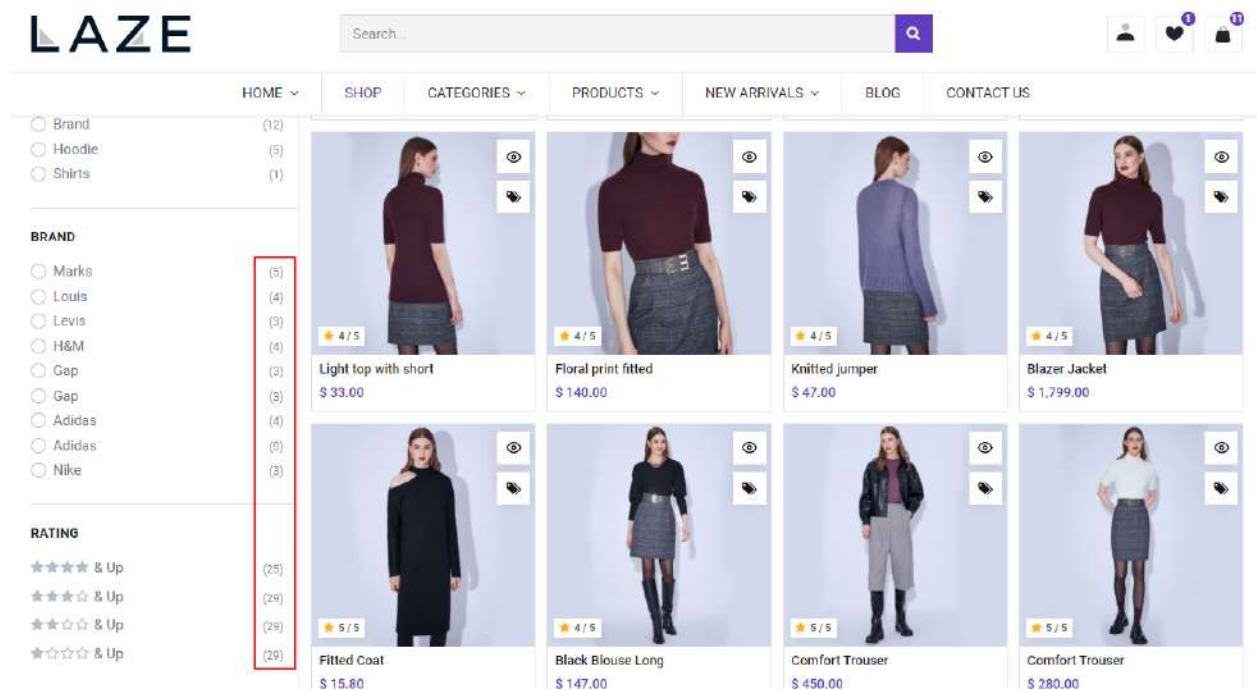 LAZE
Search...
1
11
HOME
SHOP
CATEGORIES
PRODUCTS
NEW ARRIVALS
BLOG
CONTACT US
Brand (12)
Hoodie (5)
Shirts (1)
BRAND
Marks (5)
Louis (4)
Levis (3)
H&M (4)
Gap (3)
Gap (3)
Adidas (4)
Adidas (0)
Nike (3)
RATING
& Up (25)
& Up (29)
& Up (29)
& Up (29)
4 / 5
4 / 5
4 / 5
4 / 5
Light top with short
Floral print fitted
Knitted jumper
Blazer Jacket
$ 33.00
$ 140.00
$ 47.00
$ 1,799.00
5 / 5
4 / 5
5 / 5
5 / 5
Fitted Coat
Black Blouse Long
Comfort Trouser
Comfort Trouser
$ 15.80
$ 147.00
$ 450.00
$ 280.00